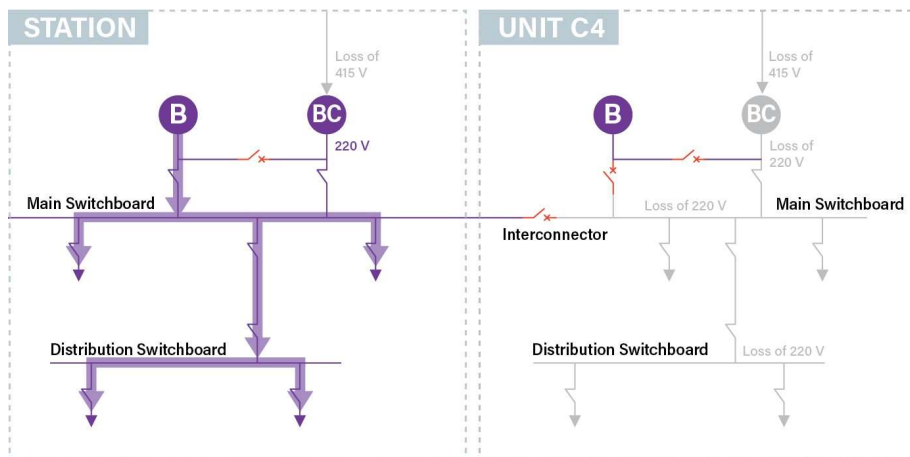 STATION
UNIT C4
Loss of
415 V
B
BC
220 V
Main Switchboard
Distribution Switchboard
Interconnector
Loss of
415 V
B
BC
Loss of
220 V
Loss of 220 V
Main Switchboard
Distribution Switchboard
Loss of 220 V